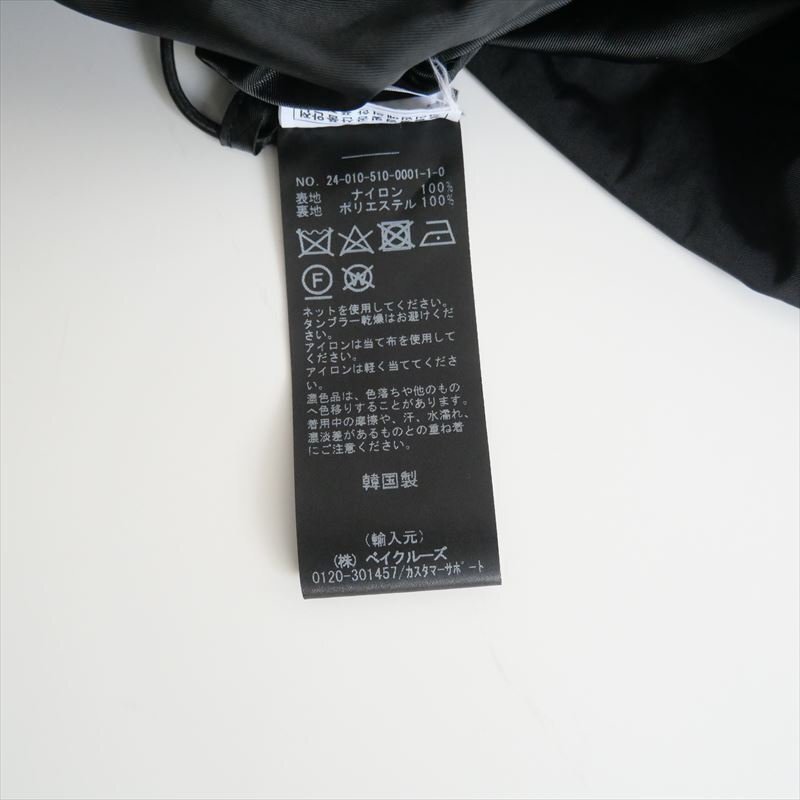 NO. 24-010-510-0001-1-0
表地 ナイロン 100%
裏地 ポリエステル 100%
F W
ネットを使用してください。
タンブラー乾燥はお避けくだ
さい。
アイロンは当て布を使用して
ください。
アイロンは軽く当ててくださ
い。
濃色品は、色落ちや他のもの
へ色移りすることがあります。
着用中の摩擦や、汗、水濡れ、
濃淡差があるものとの重ね着
にご注意ください。
韓国製
(輸入元)
(株) ベイクルーズ
0120-301457/カスタマーサポート